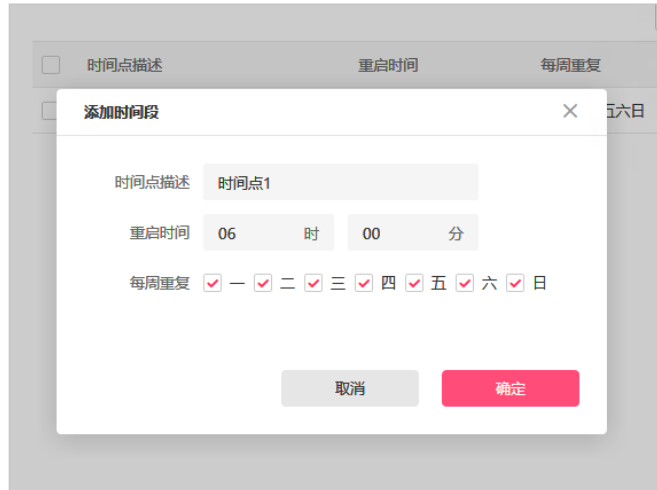 时间点描述 重启时间 每周重复
五六日
添加时间段
时间点描述 时间点1
重启时间 06 时 00 分
每周重复 一 二 三 四 五 六 日
取消 确定